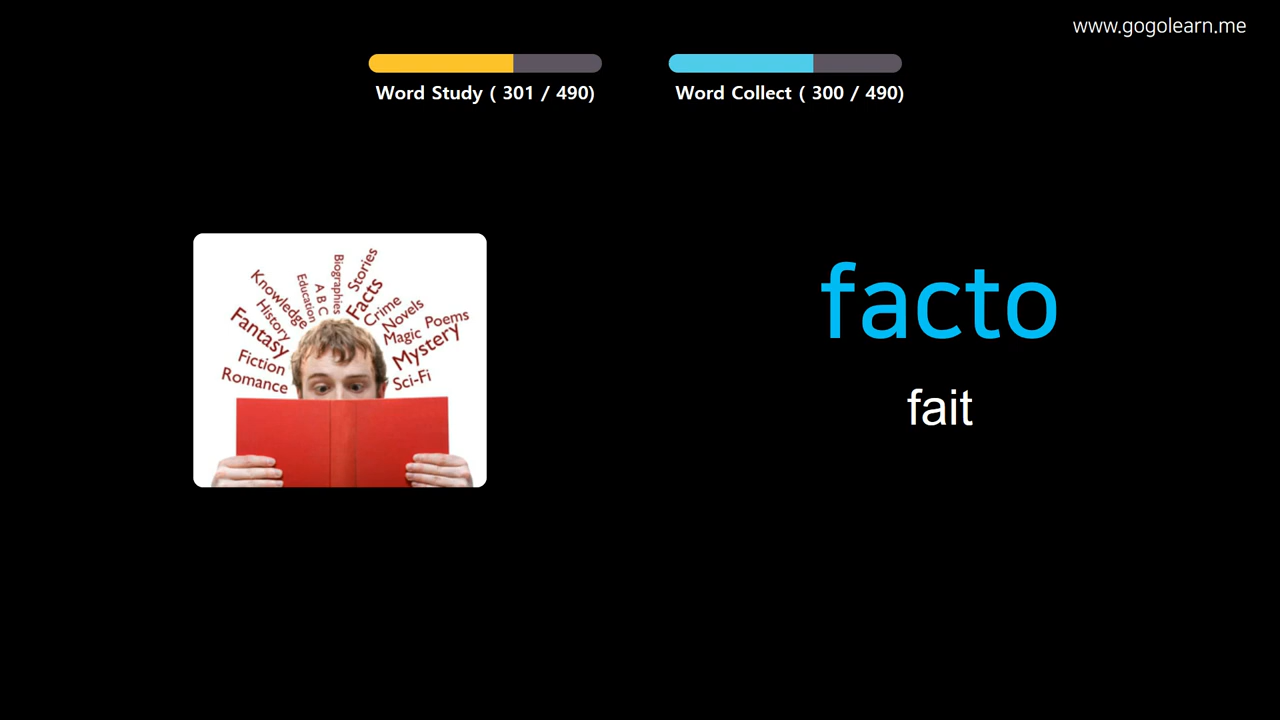 www.gogolearn.me
Word Study ( 301 / 490)
Word Collect ( 300 / 490)
Knowledge
History
Fantasy
Fiction
Romance
Education
A B C
Biographies
Stories
Facts
Crime
Novels
Magic
Poems
Mystery
Sci-Fi
facto
fait